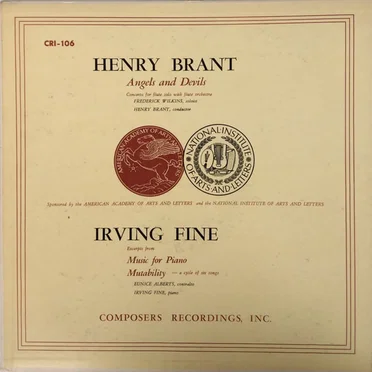 CRI-106
HENRY BRANT
Angels and Devils
Concerto for flute solo with flute orchestra
FREDERICK WILKINS, soloist
HENRY BRANT, conductor
AMERICAN ACADEMY OF ARTS AND LETTERS
NATIONAL INSTITUTE OF ARTS AND LETTERS
Sponsored by the AMERICAN ACADEMY OF ARTS AND LETTERS and the NATIONAL INSTITUTE OF ARTS AND LETTERS
IRVING FINE
Excerpts from
Music for Piano
Mutability — a cycle of six songs
EUNICE ALBERTS, contralto
IRVING FINE, piano
COMPOSERS RECORDINGS, INC.